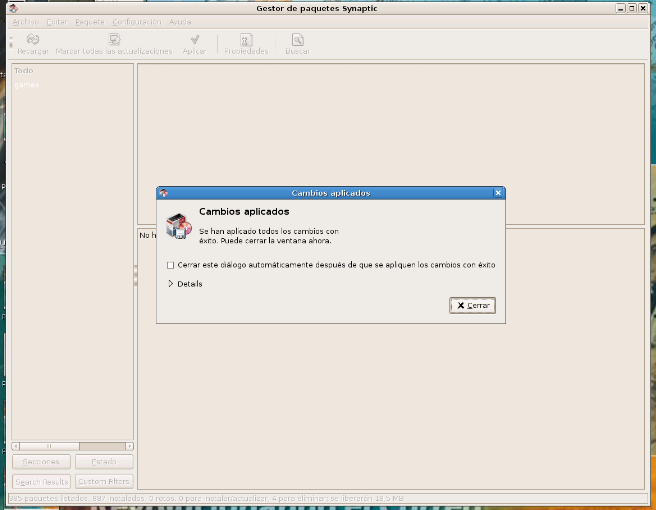 Gestor de paquetes Synaptic
Archivo Editar Paquete Configuración Ayuda
Recargar Marcar todas las actualizaciones Aplicar Propiedades Buscar
Todo
games
No h
Cambios aplicados
Cambios aplicados
Se han aplicado todos los cambios con
éxito. Puede cerrar la ventana ahora.
Cerrar este diálogo automáticamente después de que se apliquen los cambios con éxito
Details
Cerrar
Secciones Estado
Search Results Custom Filters
paquetes listados, 887 instalados, 0 rotos, 0 para instalar/actualizar, 4 para eliminar; se liberarán 18,5 MB